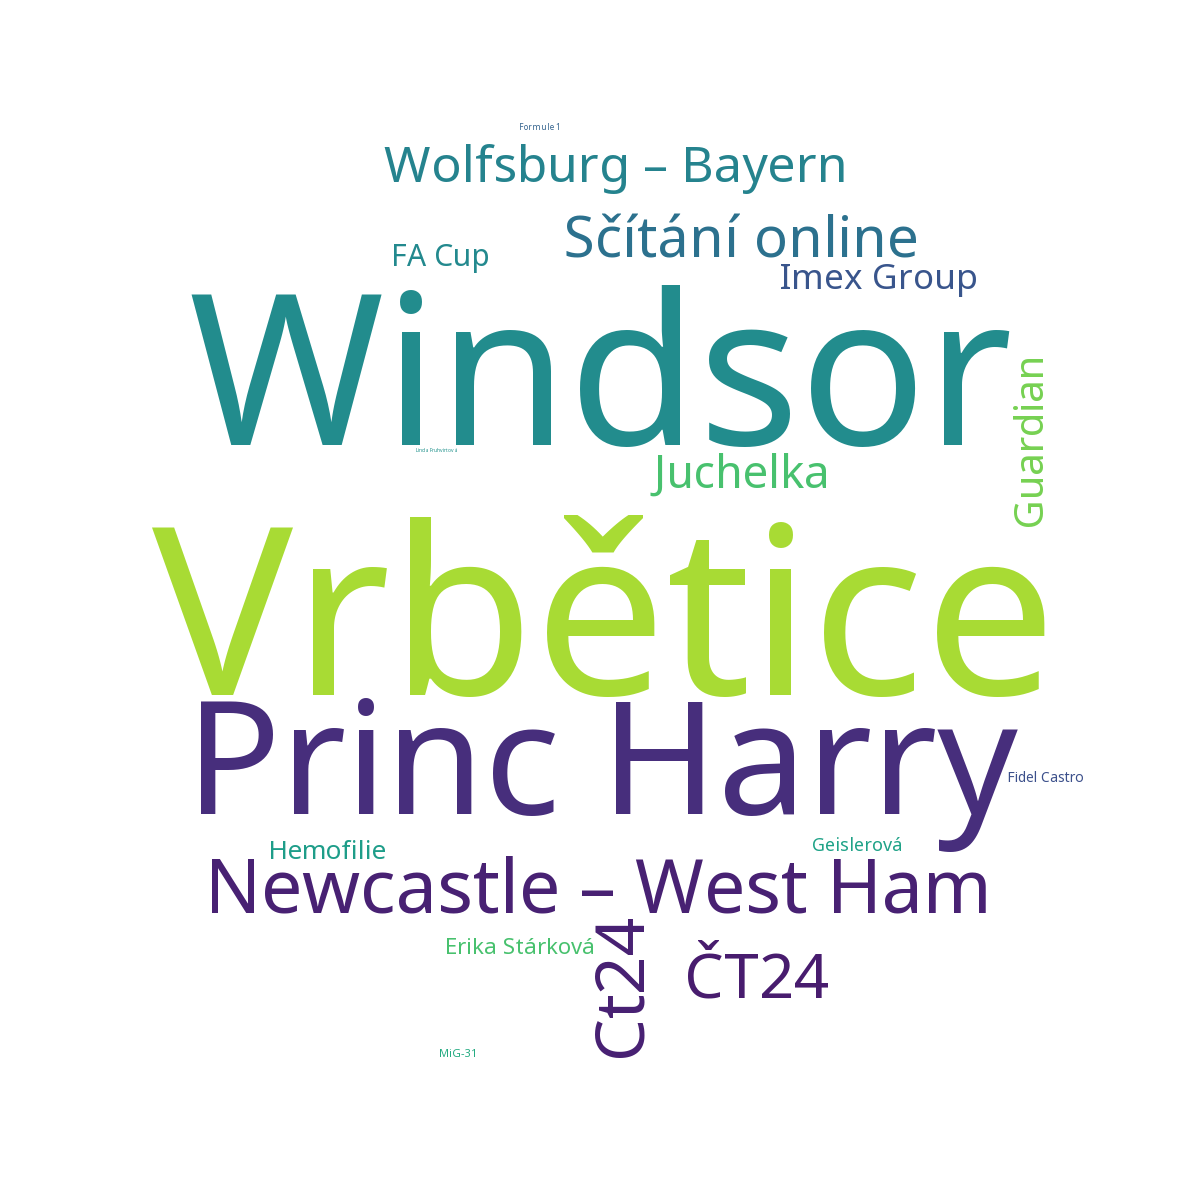 Formule 1
Wolfsburg – Bayern
Sčítání online
FA Cup
Imex Group
Windsor
Guardian
Linda Fruhvirtová
Juchelka
Vrbětice
Princ Harry
Fidel Castro
Hemofilie
Geislerová
Newcastle – West Ham
Erika Stárková
Ct24
ČT24
MiG-31